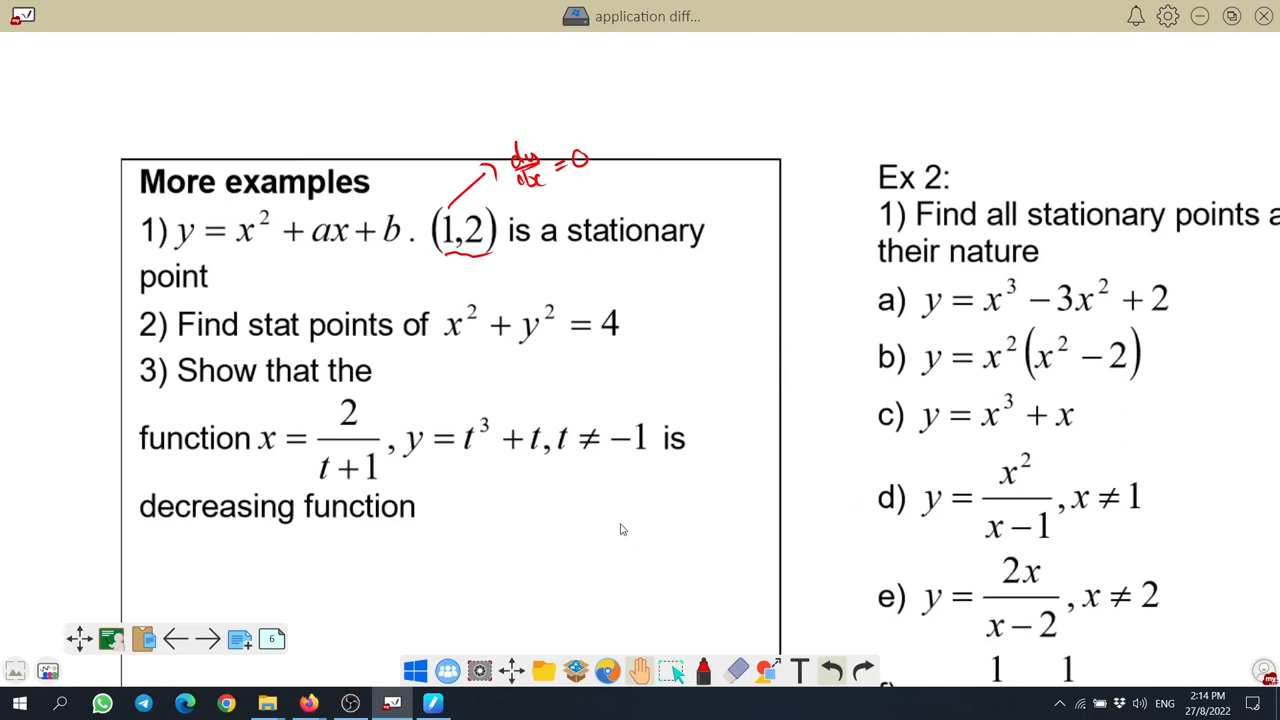 application diff...
dy/dx = 0
More examples
1) y = x² + ax + b . (1,2) is a stationary
point
2) Find stat points of x² + y² = 4
3) Show that the
function x = 2/(t+1), y = t³ + t, t ≠ −1 is
decreasing function
Ex 2:
1) Find all stationary points a
their nature
a) y = x³ − 3x² + 2
b) y = x²(x² − 2)
c) y = x³ + x
d) y = x²/(x−1), x ≠ 1
e) y = 2x/(x−2), x ≠ 2
1 1
6
T
ENG
2:14 PM
27/8/2022